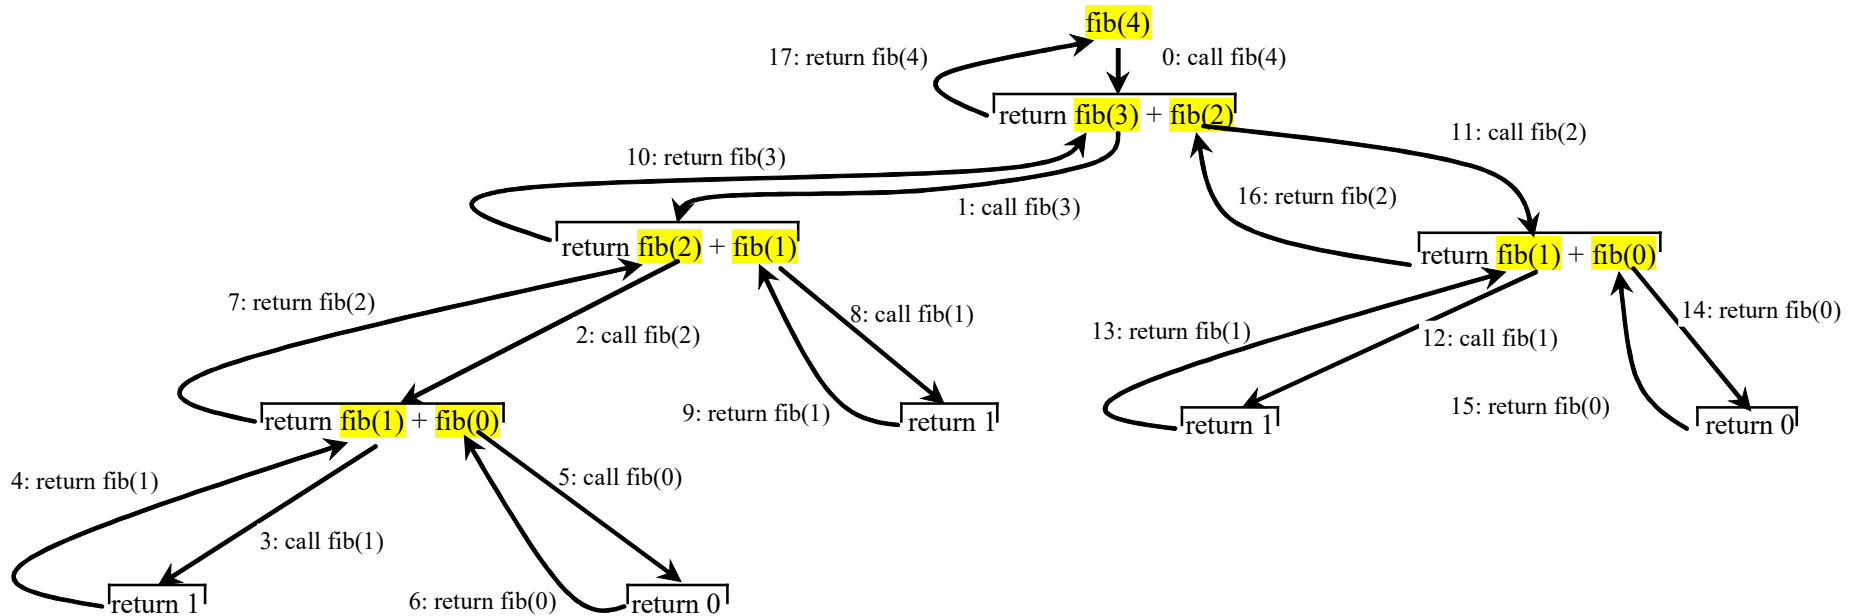 fib(4)
17: return fib(4)
0: call fib(4)
return fib(3) + fib(2)
11: call fib(2)
10: return fib(3)
16: return fib(2)
1: call fib(3)
return fib(2) + fib(1)
return fib(1) + fib(0)
7: return fib(2)
8: call fib(1)
14: return fib(0)
2: call fib(2)
13: return fib(1)
12: call fib(1)
9: return fib(1)
15: return fib(0)
return fib(1) + fib(0)
return 1
return 1
return 0
4: return fib(1)
5: call fib(0)
3: call fib(1)
6: return fib(0)
return 1
return 0